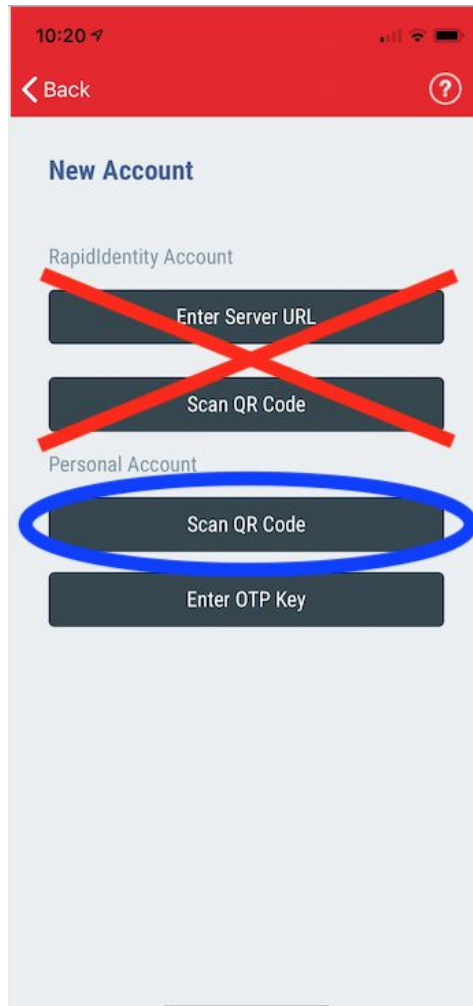 10:20
Back
?
New Account
RapidIdentity Account
Enter Server URL
Scan QR Code
Personal Account
Scan QR Code
Enter OTP Key